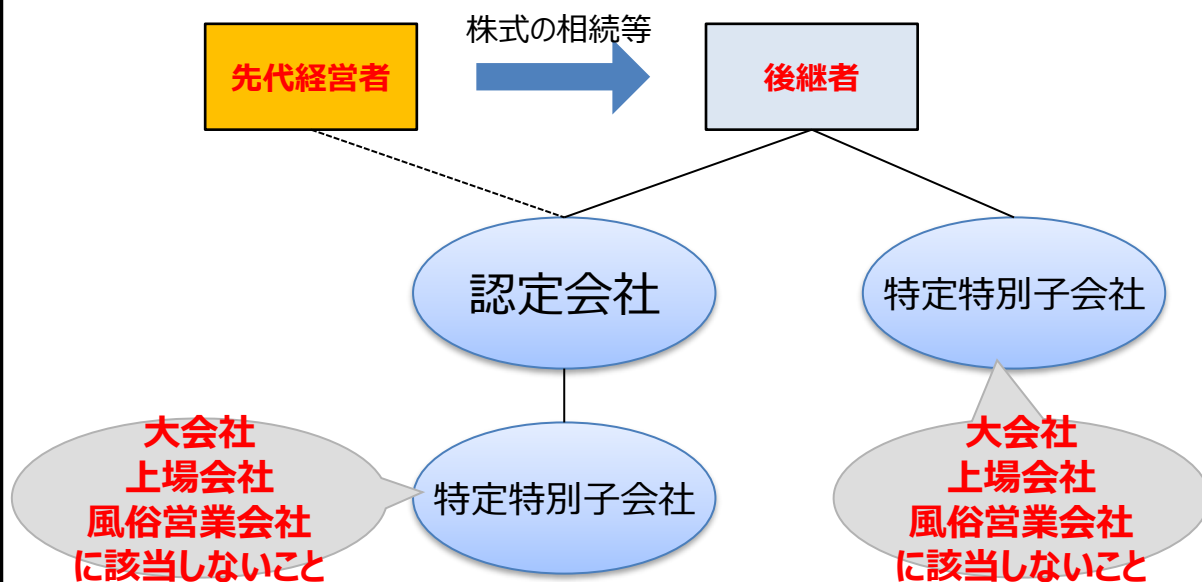 株式の相続等
先代経営者
後継者
認定会社
特定特別子会社
大会社
上場会社
風俗営業会社
に該当しないこと
特定特別子会社
大会社
上場会社
風俗営業会社
に該当しないこと